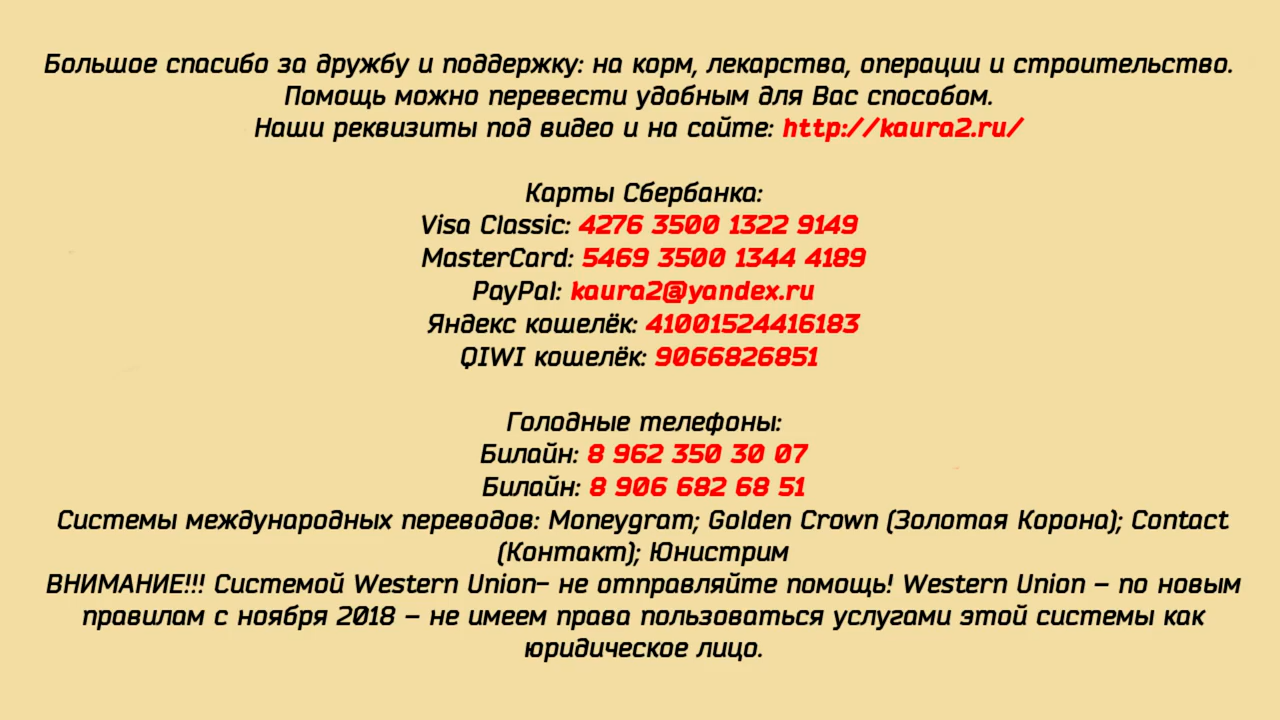 Большое спасибо за дружбу и поддержку: на корм, лекарства, операции и строительство.
Помощь можно перевести удобным для Вас способом.
Наши реквизиты под видео и на сайте: http://kaura2.ru/
Карты Сбербанка:
Visa Classic: 4276 3500 1322 9149
MasterCard: 5469 3500 1344 4189
PayPal: kaura2@yandex.ru
Яндекс кошелёк: 41001524416183
QIWI кошелёк: 9066826851
Голодные телефоны:
Билайн: 8 962 350 30 07
Билайн: 8 906 682 68 51
Системы международных переводов: Moneygram; Golden Crown (Золотая Корона); Contact
(Контакт); Юнистрим
ВНИМАНИЕ!!! Системой Western Union- не отправляйте помощь! Western Union – по новым
правилам с ноября 2018 – не имеем права пользоваться услугами этой системы как
юридическое лицо.